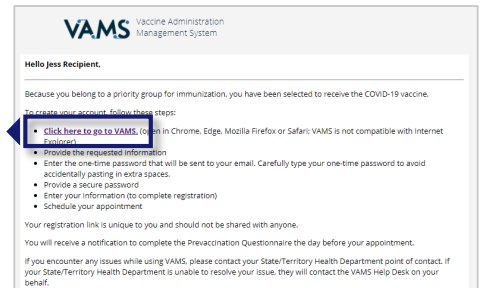 VAMS Vaccine Administration
Management System
Hello Jess Recipient,
Because you belong to a priority group for immunization, you have been selected to receive the COVID-19 vaccine.
To create your account, follow these steps:
• Click here to go to VAMS. (open in Chrome, Edge, Mozilla Firefox or Safari: VAMS is not compatible with Internet
Explorer)
• Provide the requested information
• Enter the one-time password that will be sent to your email. Carefully type your one-time password to avoid
accidentally pasting in extra spaces.
• Provide a secure password
• Enter your information (to complete registration)
• Schedule your appointment
Your registration link is unique to you and should not be shared with anyone.
You will receive a notification to complete the Prevaccination Questionnaire the day before your appointment.
If you encounter any issues while using VAMS, please contact your State/Territory Health Department point of contact. If
your State/Territory Health Department is unable to resolve your issue, they will contact the VAMS Help Desk on your
behalf.